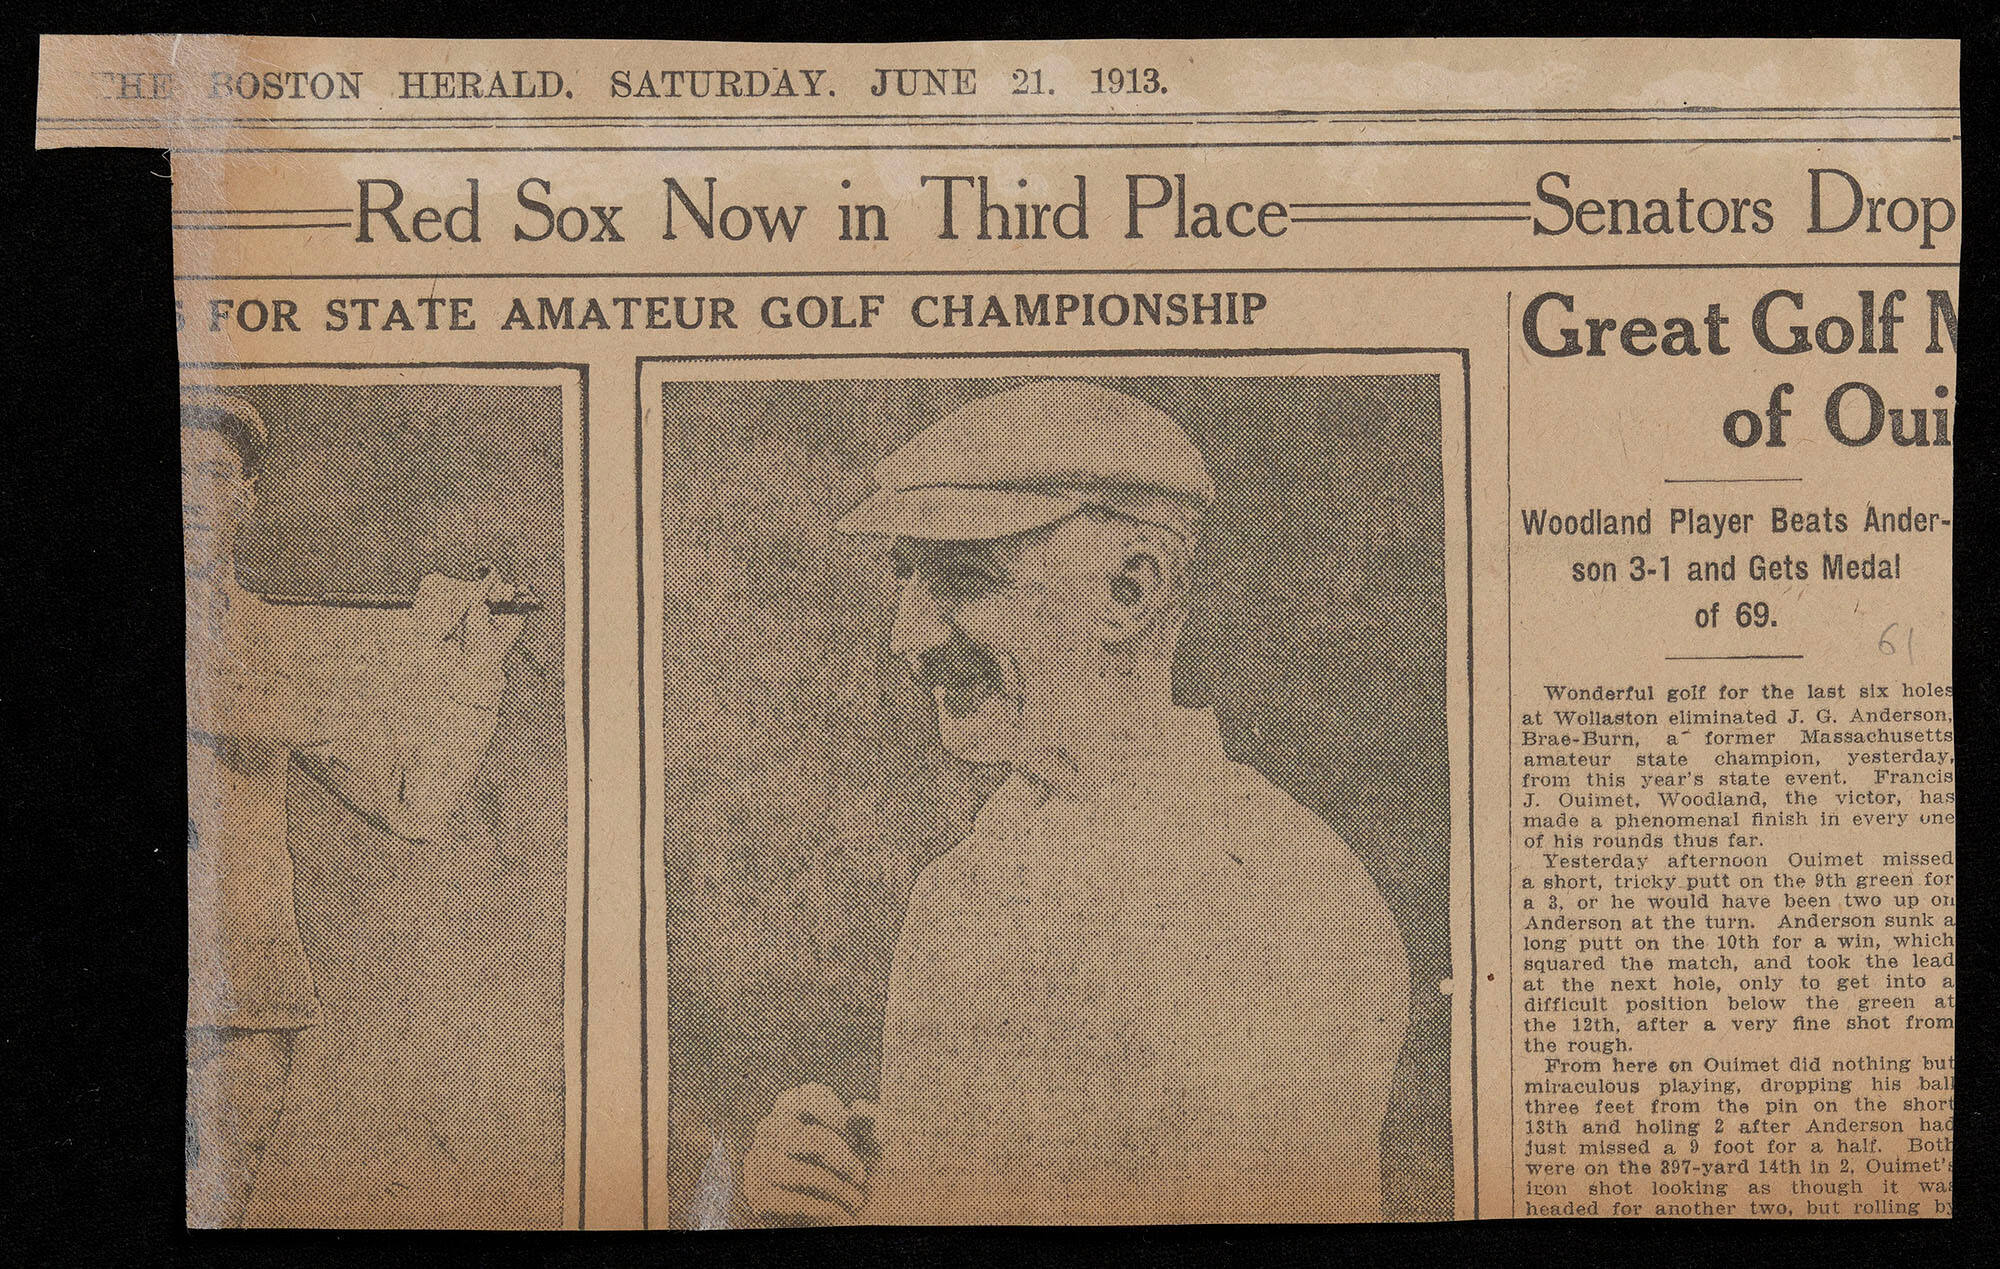 THE BOSTON HERALD. SATURDAY. JUNE 21. 1913.
Red Sox Now in Third Place Senators Drop
S FOR STATE AMATEUR GOLF CHAMPIONSHIP
Great Golf
of Oui
Woodland Player Beats Ander-
son 3-1 and Gets Medal
of 69.
61
Wonderful golf for the last six holes
at Wollaston eliminated J. G. Anderson,
Brae-Burn, a former Massachusetts
amateur state champion, yesterday,
from this year's state event. Francis
J. Ouimet, Woodland, the victor, has
made a phenomenal finish in every one
of his rounds thus far.
Yesterday afternoon Ouimet missed
a short, tricky putt on the 9th green for
a 3, or he would have been two up on
Anderson at the turn. Anderson sunk a
long putt on the 10th for a win, which
squared the match, and took the lead
at the next hole, only to get into a
difficult position below the green at
the 12th, after a very fine shot from
the rough.
From here on Ouimet did nothing but
miraculous playing, dropping his ball
three feet from the pin on the short
13th and holing 2 after Anderson had
just missed a 9 foot for a half. Both
were on the 397-yard 14th in 2, Ouimet's
iron shot looking as though it was
headed for another two, but rolling by